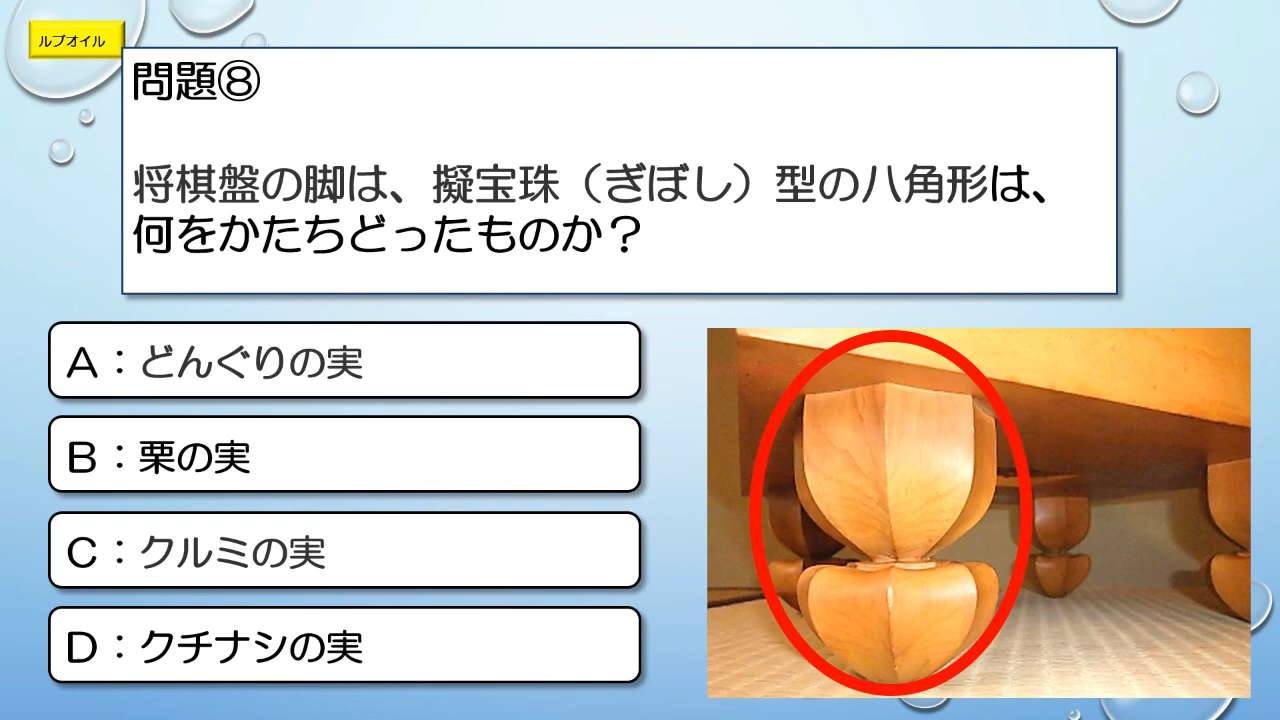 ルブオイル
問題⑧
将棋盤の脚は、擬宝珠（ぎぼし）型の八角形は、
何をかたちどったものか？
A：どんぐりの実
B：栗の実
C：クルミの実
D：クチナシの実